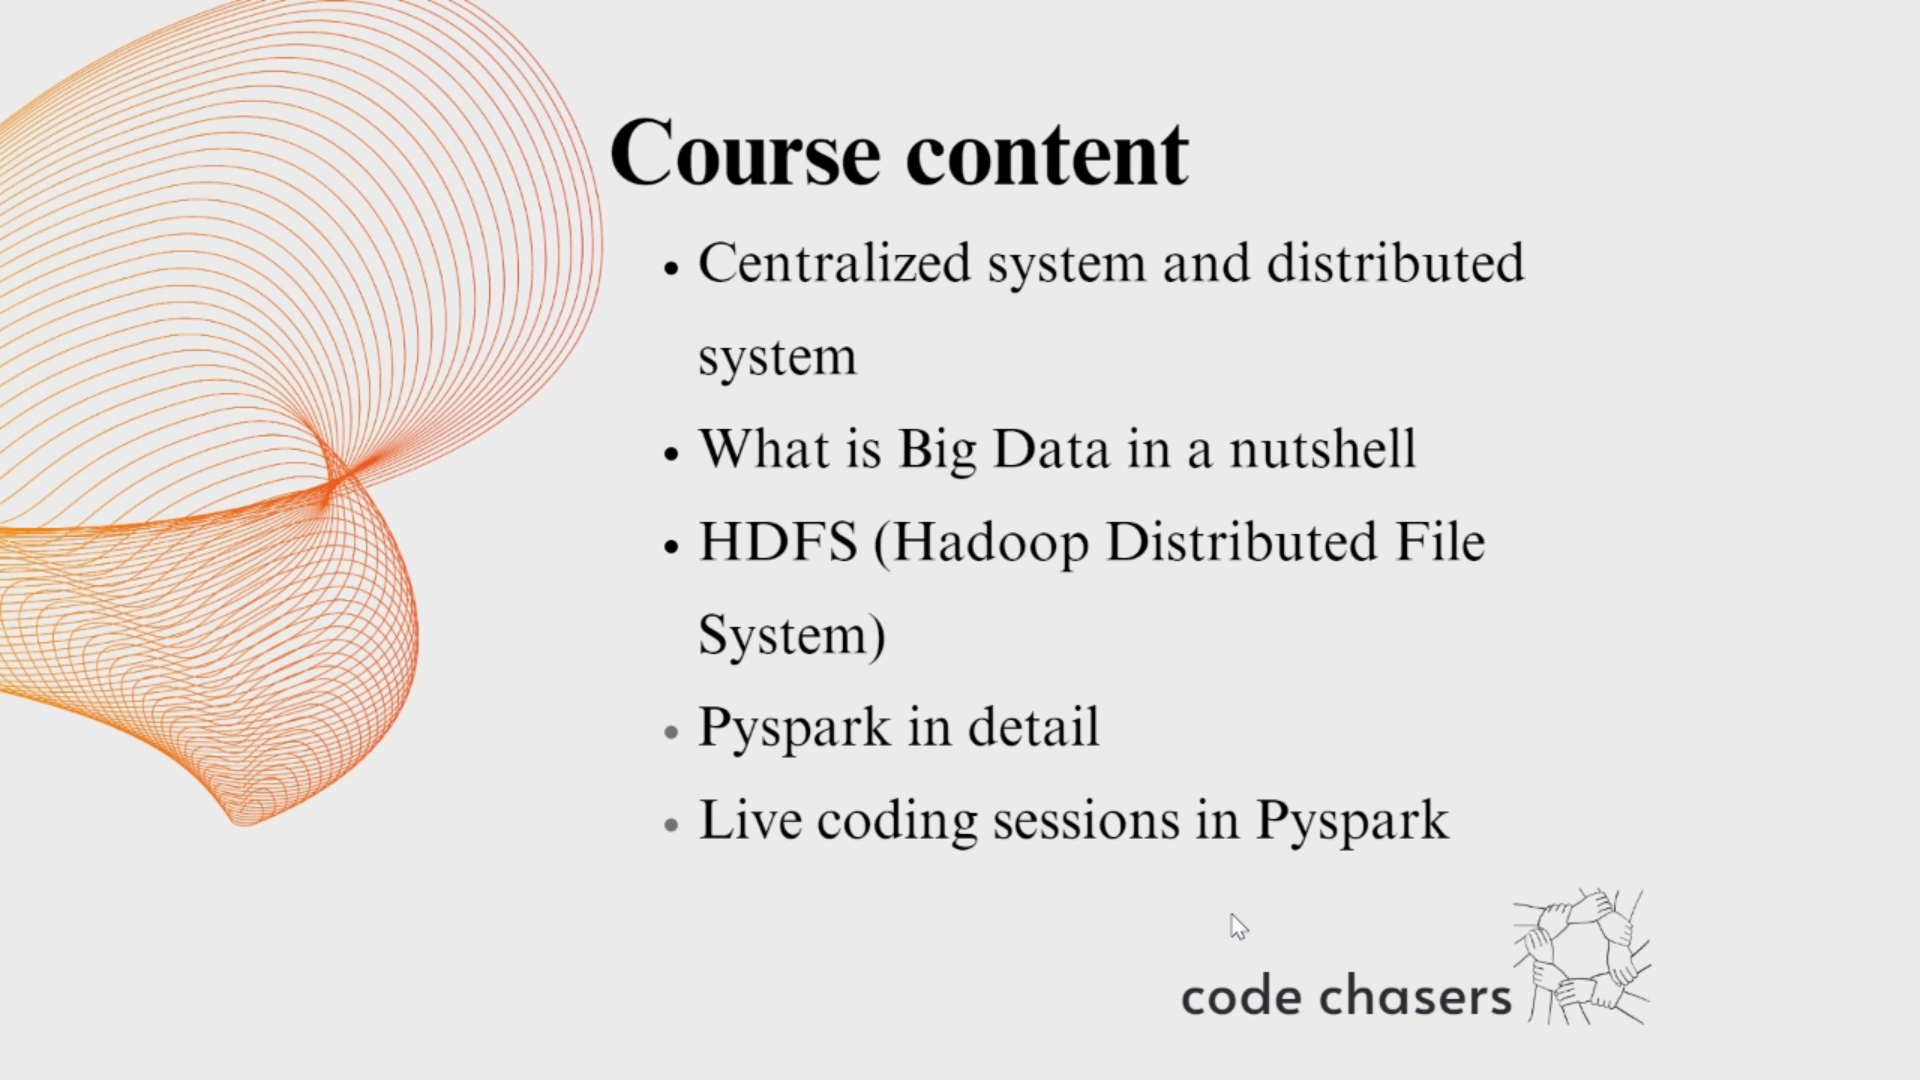 Course content
• Centralized system and distributed
system
• What is Big Data in a nutshell
• HDFS (Hadoop Distributed File
System)
• Pyspark in detail
• Live coding sessions in Pyspark
code chasers